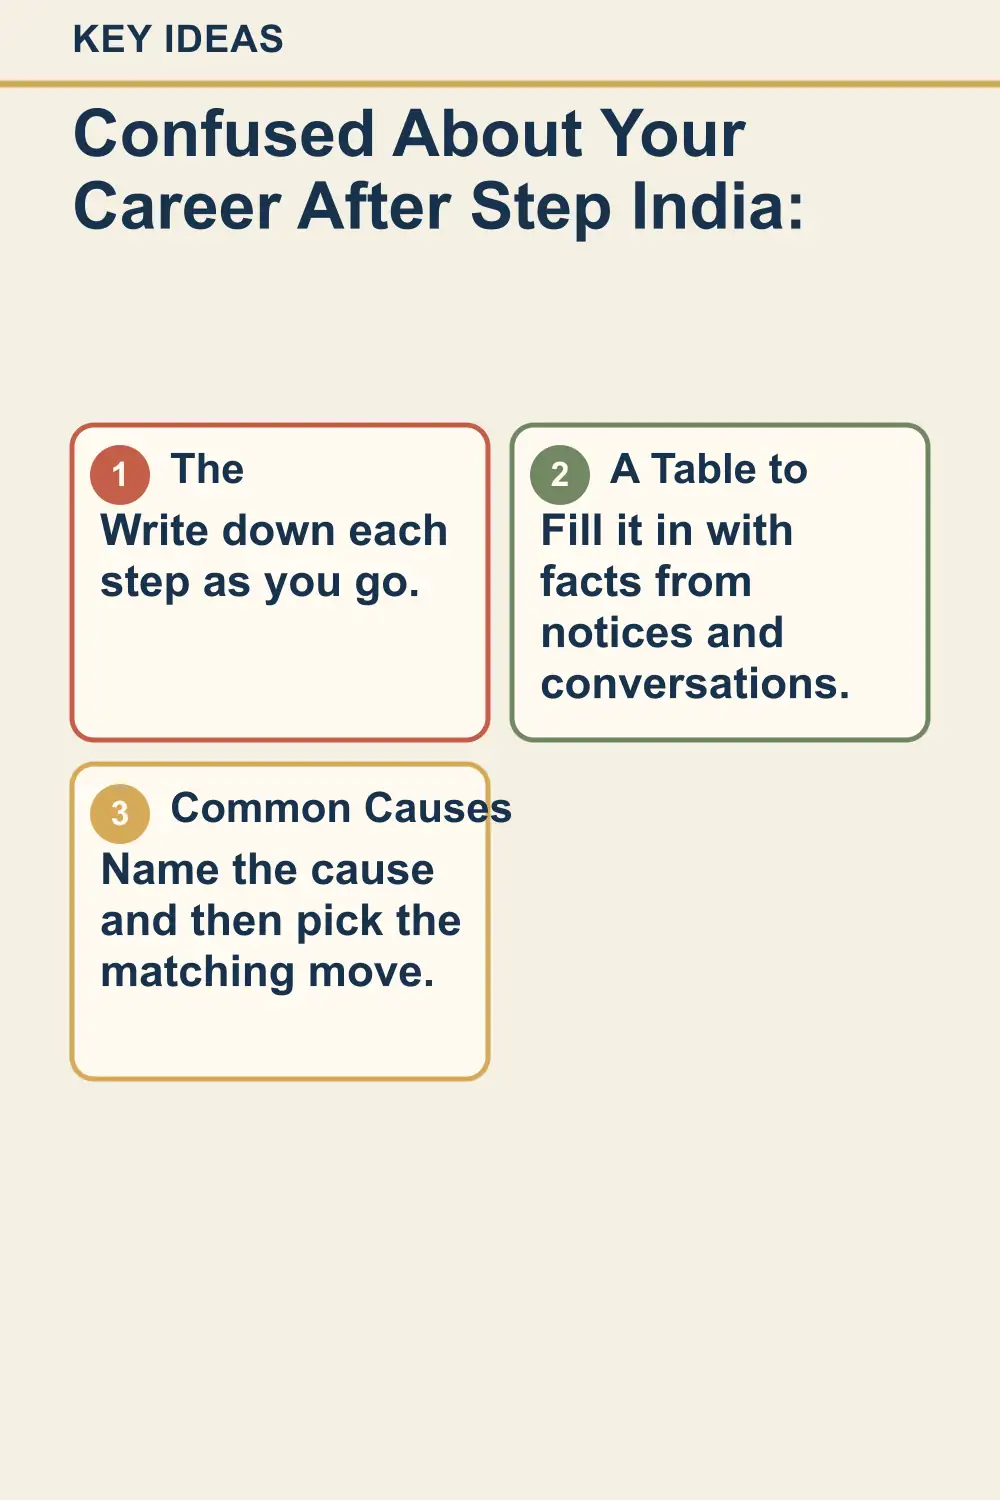 KEY IDEAS
Confused About Your
Career After Step India:
1 The
Write down each
step as you go.
2 A Table to
Fill it in with
facts from
notices and
conversations.
3 Common Causes
Name the cause
and then pick the
matching move.